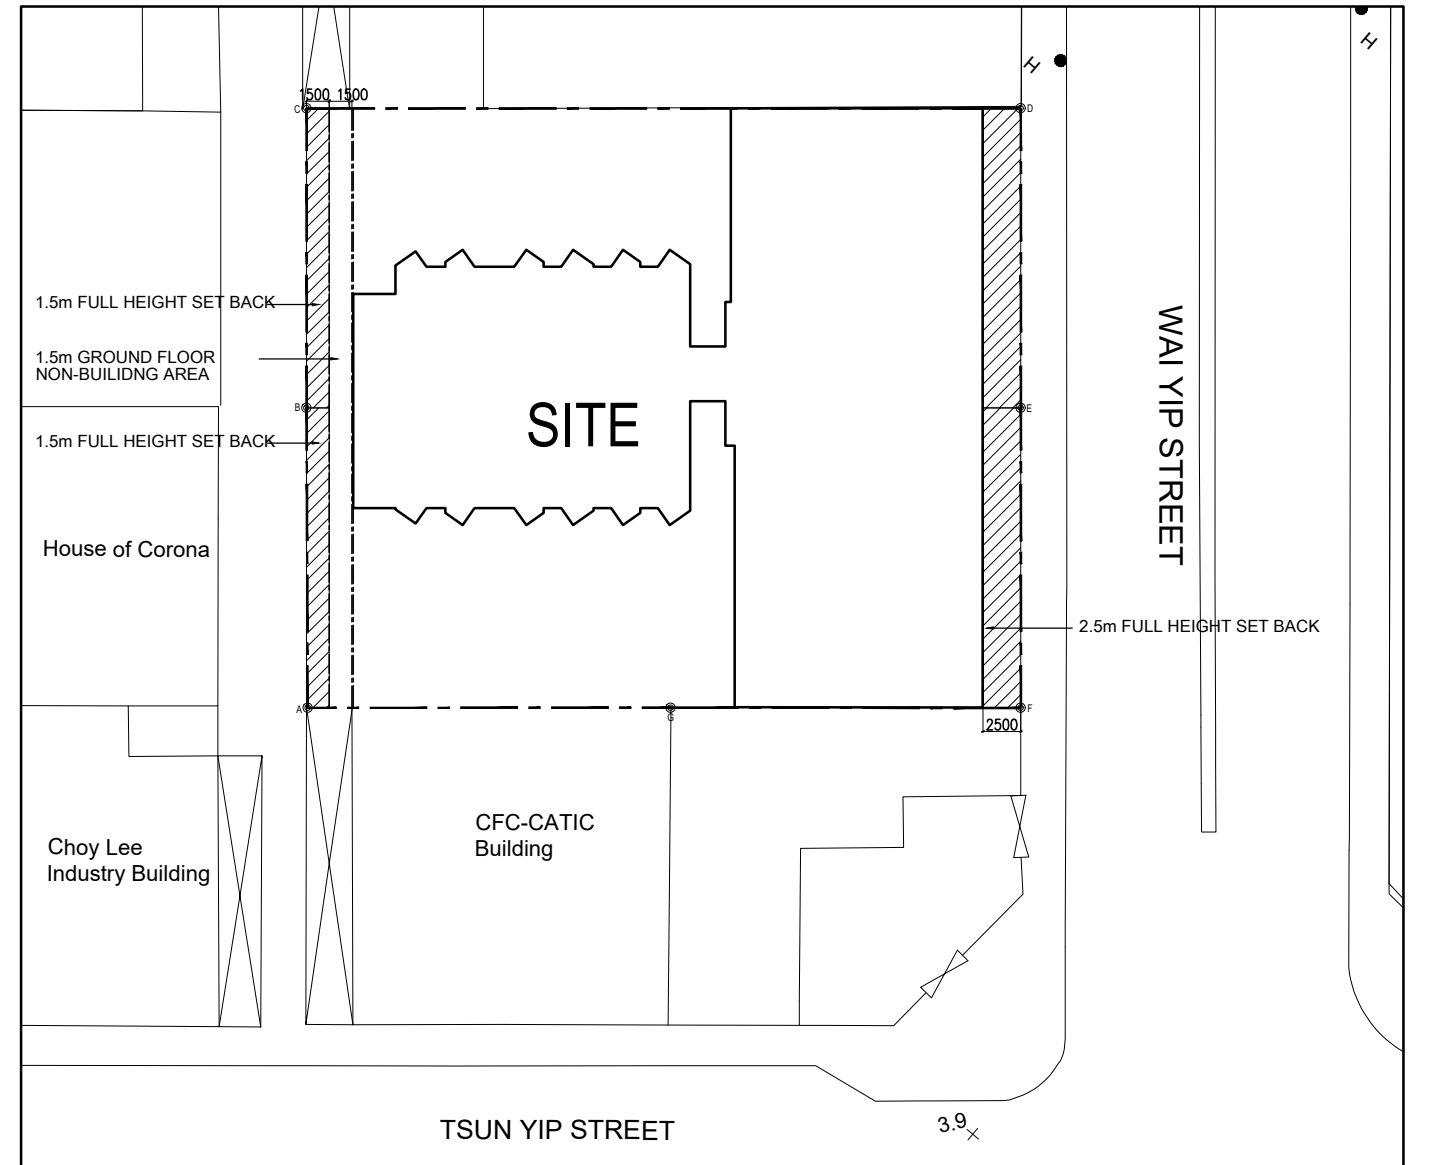 H
H
1500 1500
C
D
1.5m FULL HEIGHT SET BACK
1.5m GROUND FLOOR
NON-BUILIDNG AREA
B
E
1.5m FULL HEIGHT SET BACK
SITE
WAI YIP STREET
House of Corona
2.5m FULL HEIGHT SET BACK
A
G
F
2500
CFC-CATIC
Building
Choy Lee
Industry Building
TSUN YIP STREET
3.9